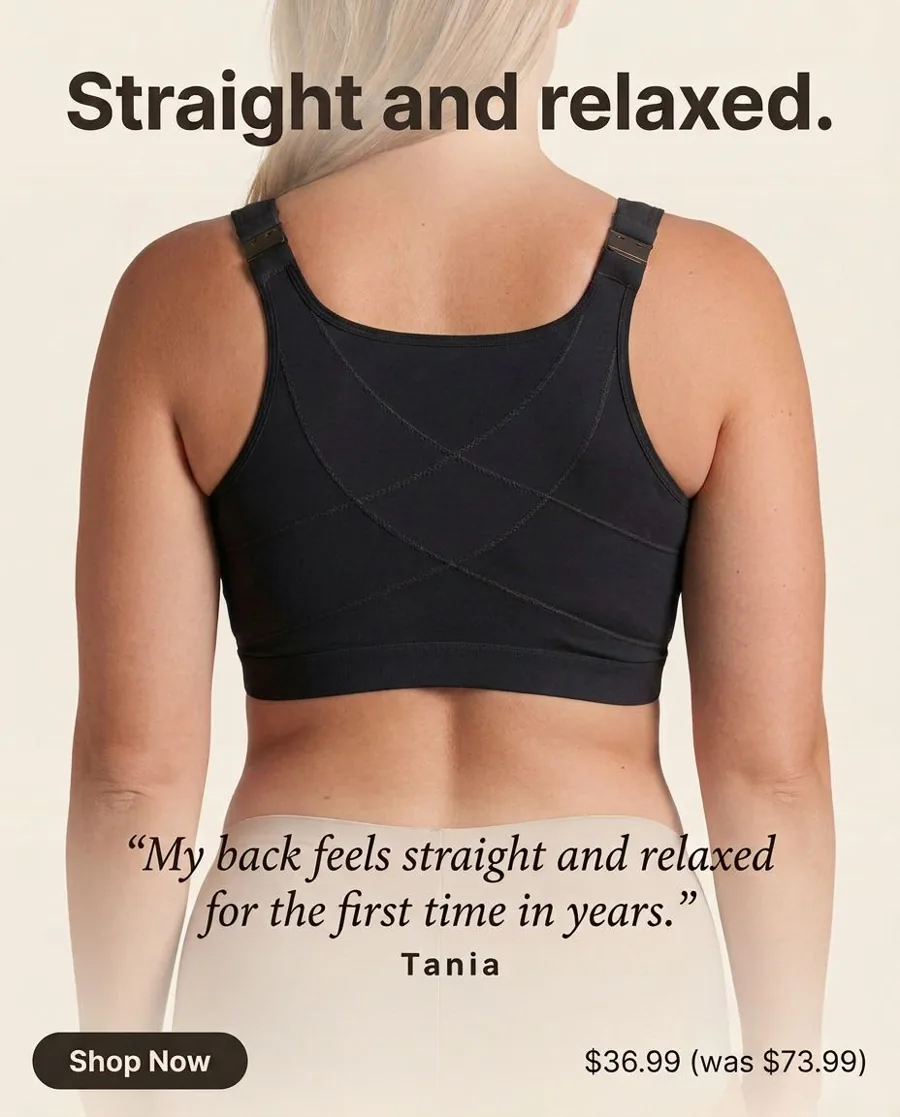 Straight and relaxed.
“My back feels straight and relaxed
for the first time in years.”
Tania
Shop Now
$36.99 (was $73.99)